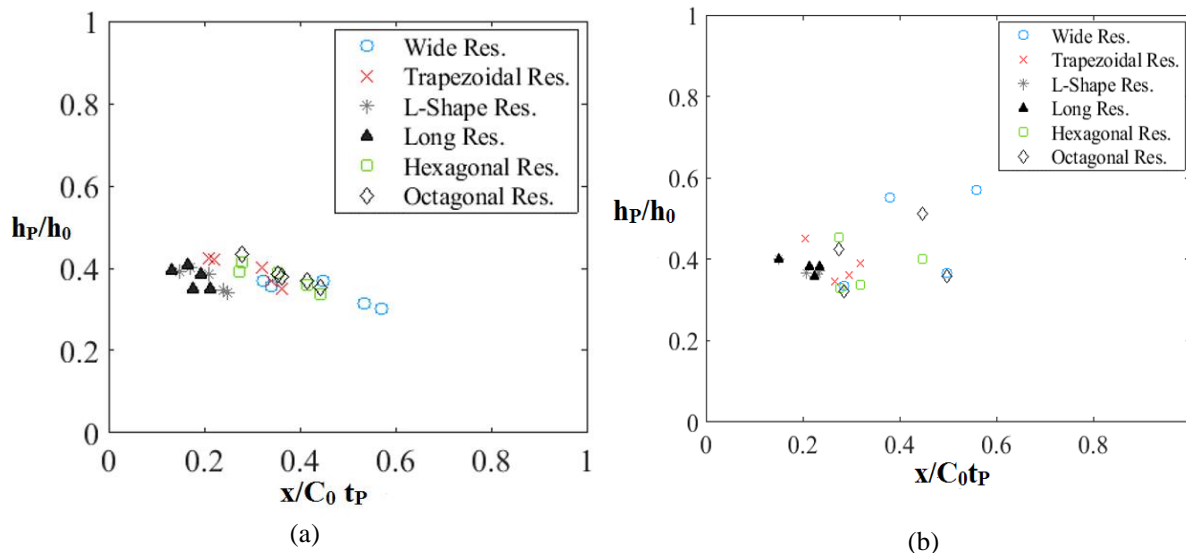 1
0.8
0.6
0.4
0.2
0
hP/h0
0
0.2
0.4
0.6
0.8
1
x/C0 tP
Wide Res.
Trapezoidal Res.
L-Shape Res.
Long Res.
Hexagonal Res.
Octagonal Res.
(a)
1
0.8
0.6
0.4
0.2
0
hP/h0
0
0.2
0.4
0.6
0.8
x/C0tP
Wide Res.
Trapezoidal Res.
L-Shape Res.
Long Res.
Hexagonal Res.
Octagonal Res.
(b)